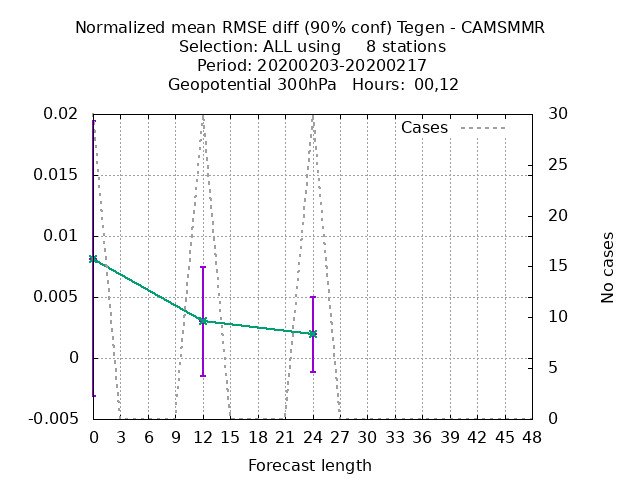 Normalized mean RMSE diff (90% conf) Tegen - CAMSMMR
Selection: ALL using     8 stations
Period: 20200203-20200217
Geopotential 300hPa   Hours:  00,12
Cases
0.02
0.015
0.01
0.005
0
-0.005
30
25
20
15
10
5
0
No cases
0 3 6 9 12 15 18 21 24 27 30 33 36 39 42 45 48
Forecast length